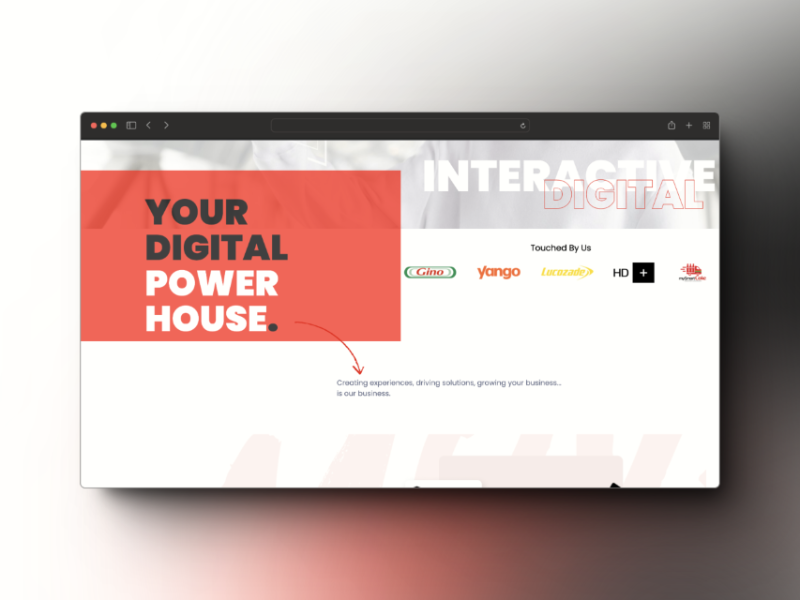 INTERACTIVE
DIGITAL
YOUR
DIGITAL
POWER
HOUSE.
Touched By Us
Gino
yango
Lucozade
HD +
Creating experiences, driving solutions, growing your business...
is our business.